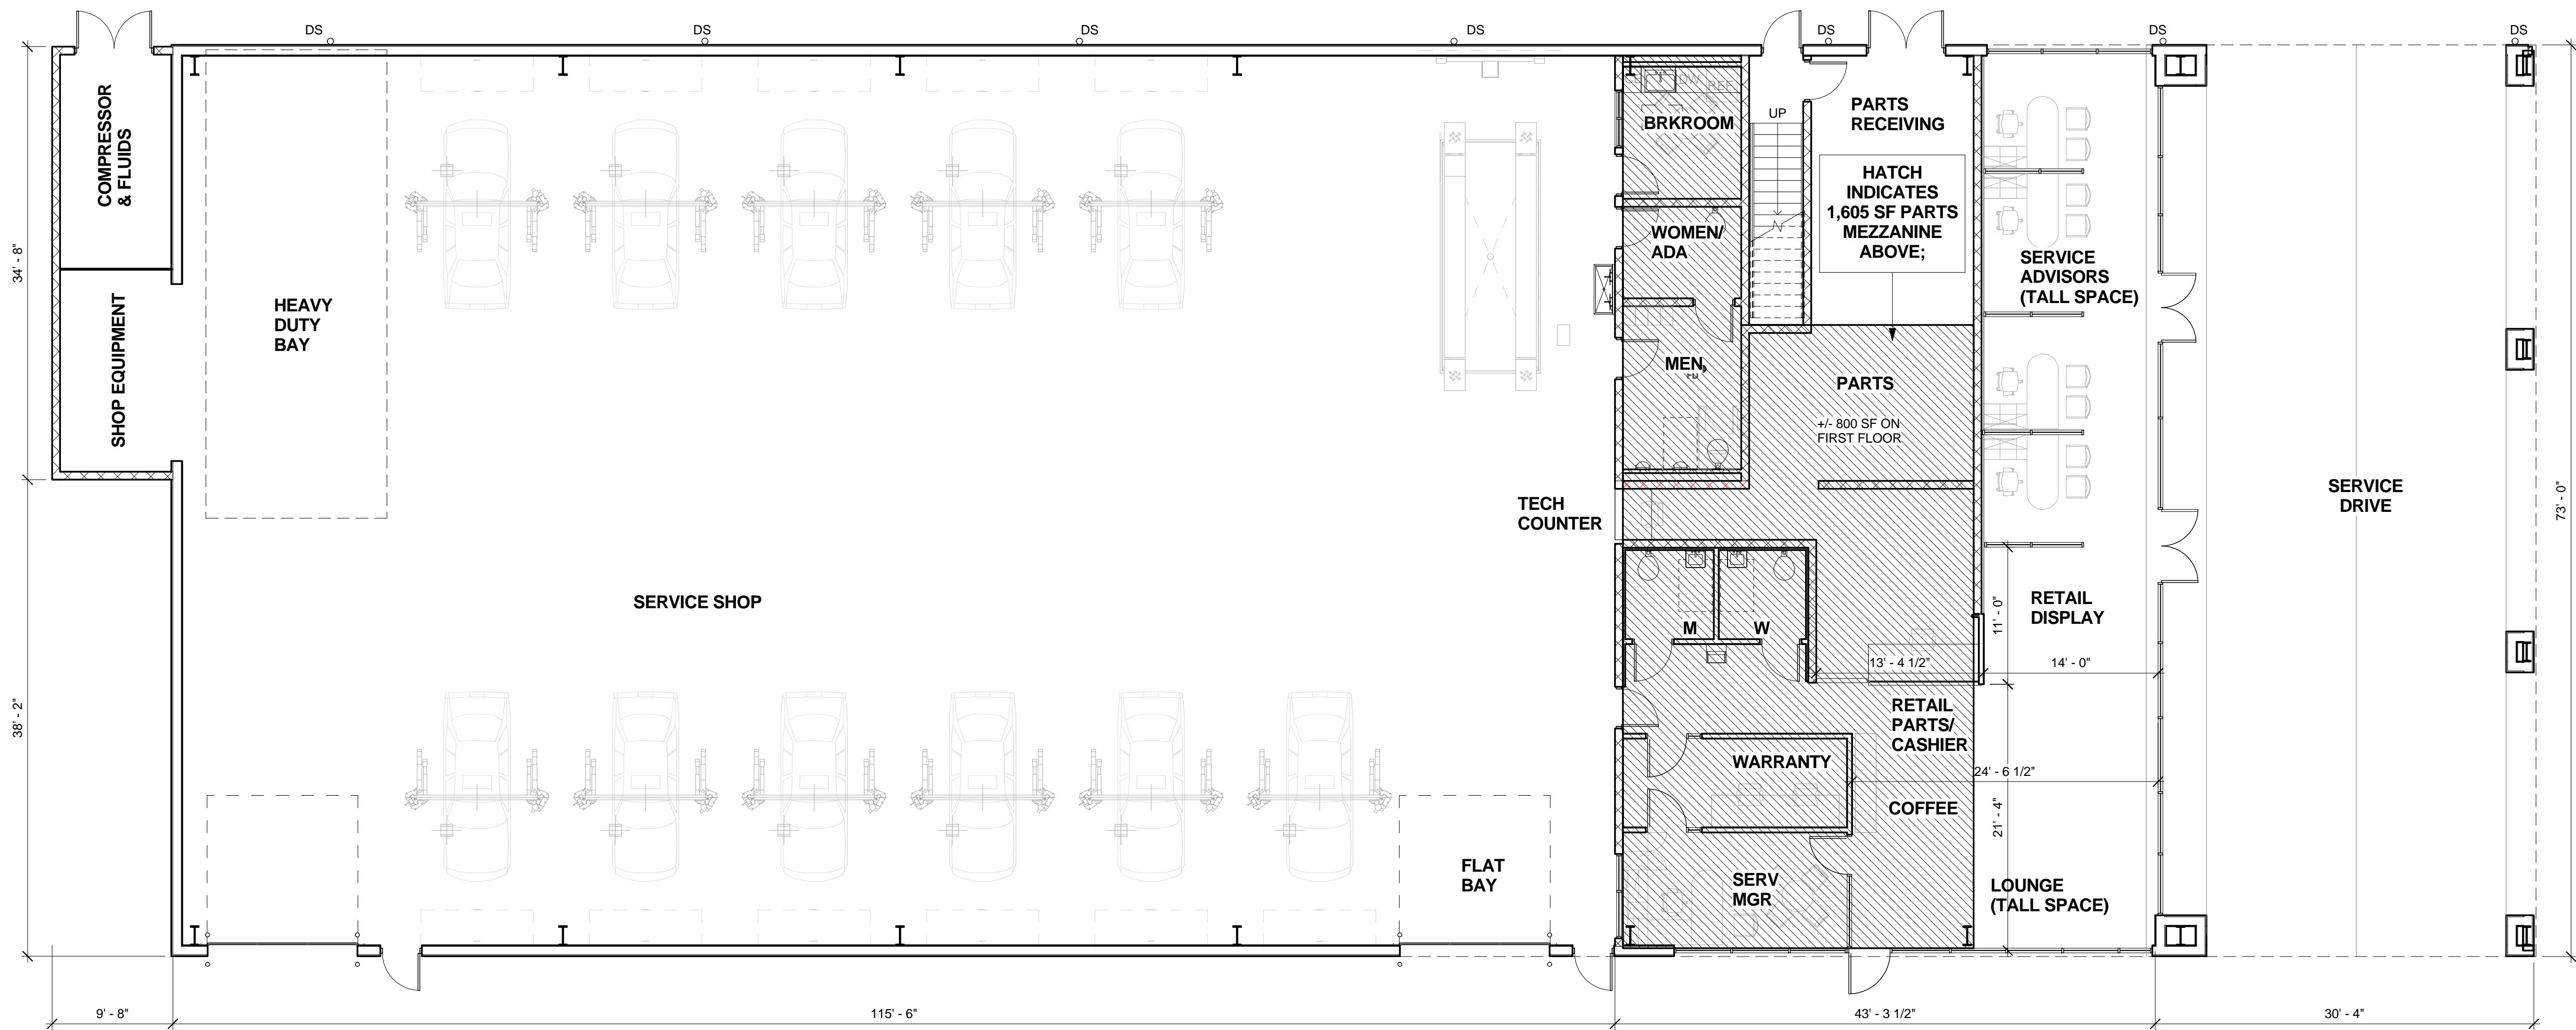 DS
DS
DS
DS
DS
DS
DS
COMPRESSOR
& FLUIDS
34' - 8"
SHOP EQUIPMENT
HEAVY
DUTY
BAY
DW
REF
BRKROOM
UP
PARTS
RECEIVING
HATCH
INDICATES
1,605 SF PARTS
MEZZANINE
ABOVE;
WOMEN/
ADA
SERVICE
ADVISORS
(TALL SPACE)
MEN
PARTS
+/- 800 SF ON
FIRST FLOOR
TECH
COUNTER
SERVICE
DRIVE
73' - 0"
SERVICE SHOP
M
W
11' - 0"
RETAIL
DISPLAY
13' - 4 1/2"
14' - 0"
38' - 2"
RETAIL
PARTS/
CASHIER
WARRANTY
24' - 6 1/2"
COFFEE
21' - 4"
FLAT
BAY
SERV
MGR
LOUNGE
(TALL SPACE)
9' - 8"
115' - 6"
43' - 3 1/2"
30' - 4"